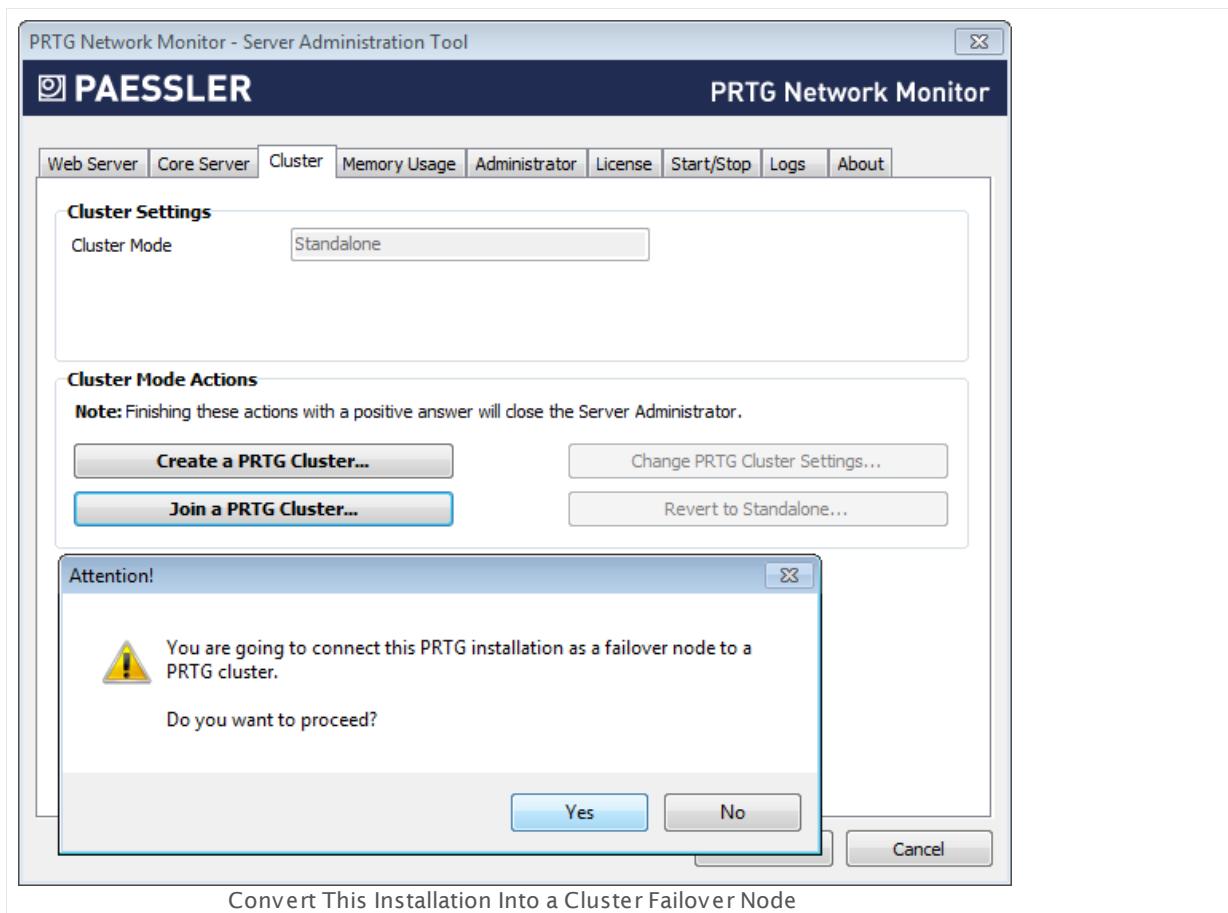 PRTG Network Monitor - Server Administration Tool
PAESSLER
PRTG Network Monitor
Web Server
Core Server
Cluster
Memory Usage
Administrator
License
Start/Stop
Logs
About
Cluster Settings
Cluster Mode
Standalone
Cluster Mode Actions
Note: Finishing these actions with a positive answer will close the Server Administrator.
Create a PRTG Cluster...
Change PRTG Cluster Settings...
Join a PRTG Cluster...
Revert to Standalone...
Attention!
You are going to connect this PRTG installation as a failover node to a
PRTG cluster.
Do you want to proceed?
Yes
No
Cancel
Convert This Installation Into a Cluster Failover Node